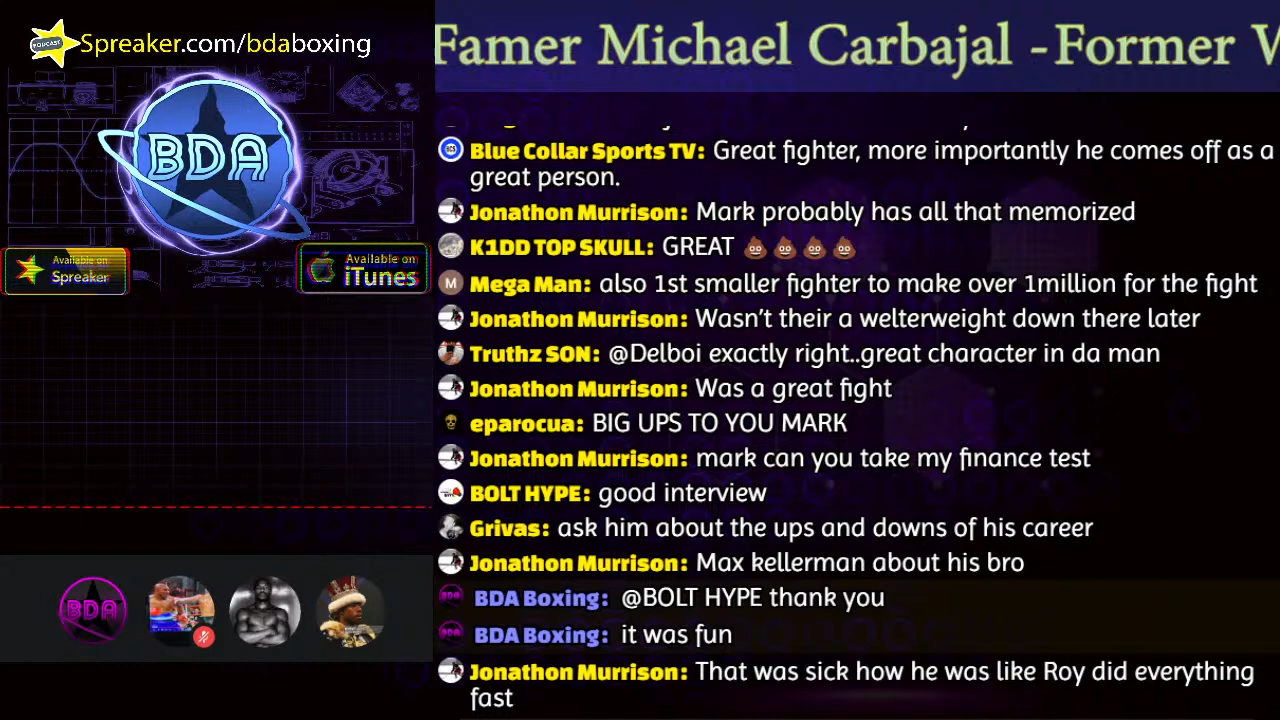 PODCAST
Spreaker.com/bdaboxing
BDA
Available on
Spreaker
Available on
iTunes
BDA
Famer Michael Carbajal -Former
Blue Collar Sports TV: Great fighter, more importantly he comes off as a
great person.
Jonathon Murrison: Mark probably has all that memorized
K1DD TOP SKULL: GREAT 💩 💩 💩 💩
M
Mega Man: also 1st smaller fighter to make over 1million for the fight
Jonathon Murrison: Wasn't their a welterweight down there later
Truthz SON: @Delboi exactly right..great character in da man
Jonathon Murrison: Was a great fight
eparocua: BIG UPS TO YOU MARK
Jonathon Murrison: mark can you take my finance test
BOLT HYPE: good interview
Grivas: ask him about the ups and downs of his career
Jonathon Murrison: Max kellerman about his bro
BDA Boxing: @BOLT HYPE thank you
BDA Boxing: it was fun
Jonathon Murrison: That was sick how he was like Roy did everything
fast